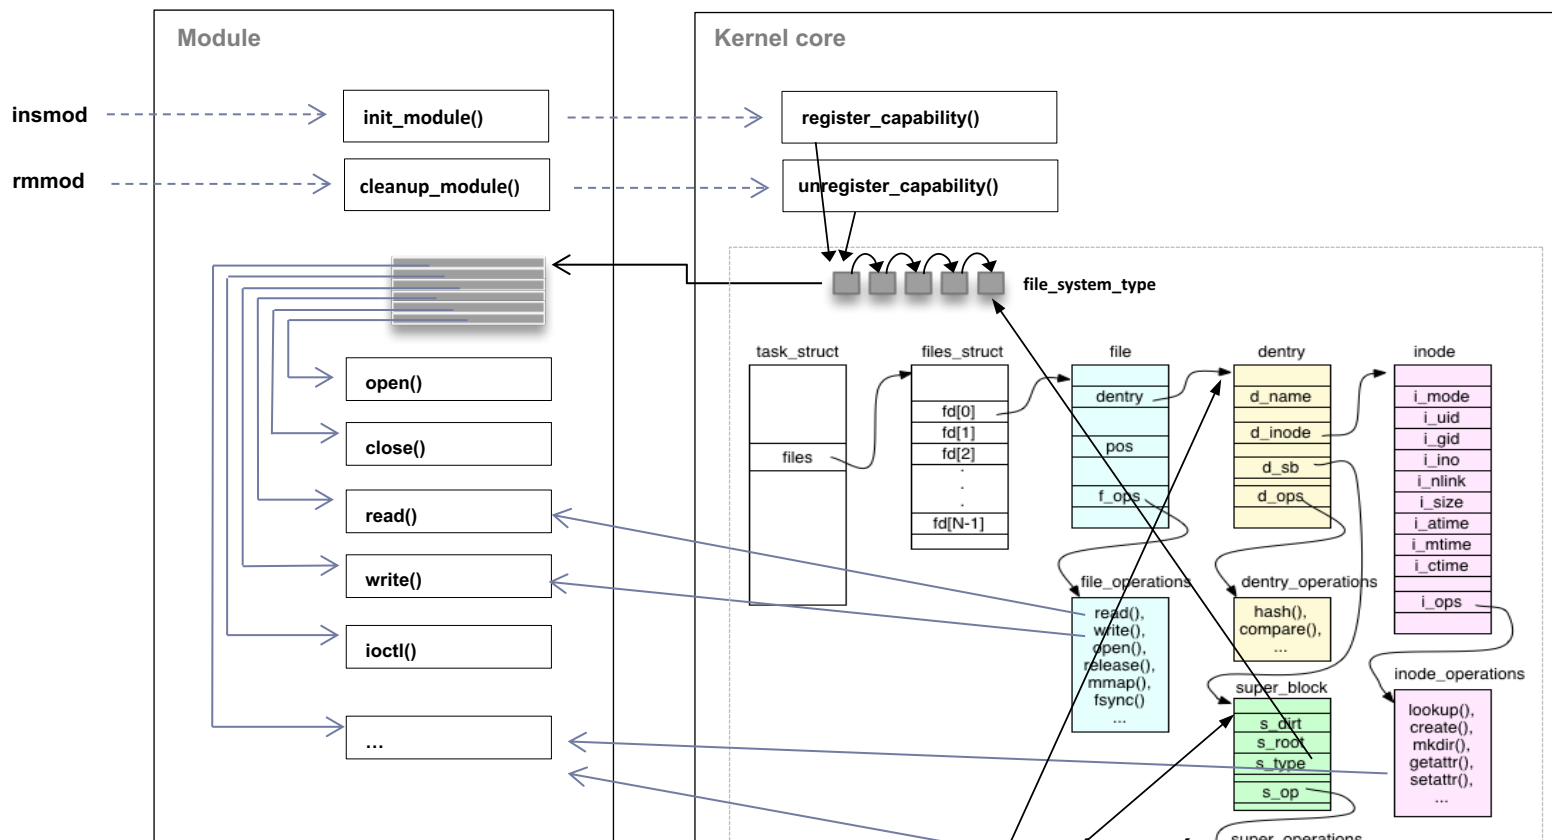 Module
Kernel core
insmod
init_module()
register_capability()
rmmod
cleanup_module()
unregister_capability()
file_system_type
open()
close()
read()
write()
ioctl()
...
task_struct
files
files_struct
fd[0]
fd[1]
fd[2]
.
.
.
fd[N-1]
file
dentry
pos
f_ops
dentry
d_name
d_inode
d_sb
d_ops
inode
i_mode
i_uid
i_gid
i_ino
i_nlink
i_size
i_atime
i_mtime
i_ctime
i_ops
file_operations
read(),
write(),
open(),
release(),
mmap(),
fsync()
...
dentry_operations
hash(),
compare(),
...
super_block
s_dirt
s_root
s_type
s_op
inode_operations
lookup(),
create(),
mkdir(),
getattr(),
setattr(),
...
super_operations